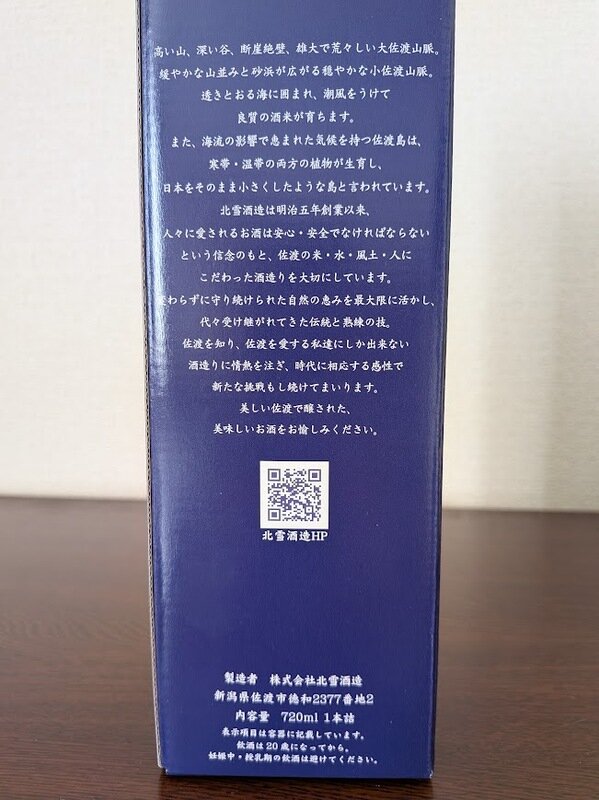 高い山、深い谷、断崖絶壁、雄大で荒々しい大佐渡山脈。
緩やかな山並みと砂浜が広がる穏やかな小佐渡山脈。
透きとおる海に囲まれ、潮風をうけて
良質の酒米が育ちます。
また、海流の影響で恵まれた気候を持つ佐渡島は、
寒帯・温帯の両方の植物が生育し、
日本をそのまま小さくしたような島と言われています。
北雪酒造は明治五年創業以来、
人々に愛されるお酒は安心・安全でなければならない
という信念のもと、佐渡の米・水・風土・人に
こだわった酒造りを大切にしています。
変わらずに守り続けられた自然の恵みを最大限に活かし、
代々受け継がれてきた伝統と熟練の技。
佐渡を知り、佐渡を愛する私達にしか出来ない
酒造りに情熱を注ぎ、時代に相応する感性で
新たな挑戦もし続けてまいります。
美しい佐渡で醸された、
美味しいお酒をお愉しみください。
北雪酒造HP
製造者　株式会社北雪酒造
新潟県佐渡市徳和2377番地2
内容量　720ml 1本詰
表示項目は容器に記載しています。
飲酒は20歳になってから。
妊娠中・授乳期の飲酒は避けてください。